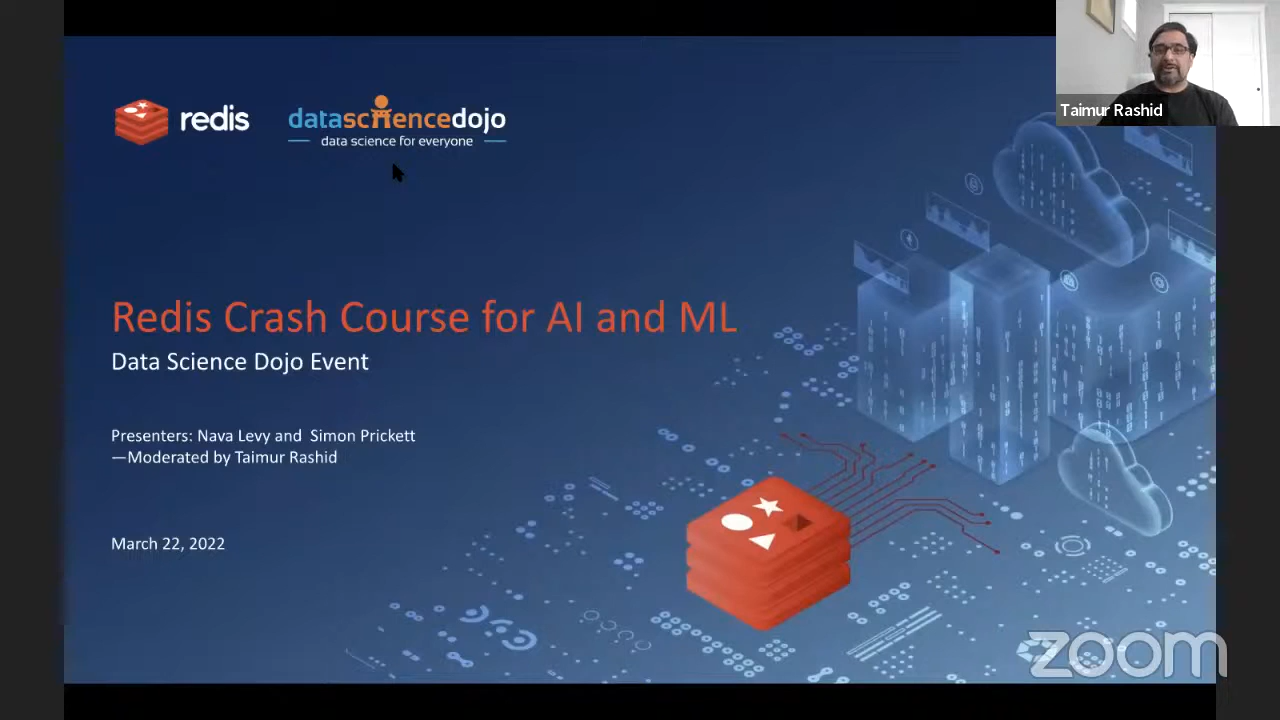 redis
datasciencedojo
data science for everyone
Taimur Rashid
Redis Crash Course for AI and ML
Data Science Dojo Event
Presenters: Nava Levy and Simon Prickett
—Moderated by Taimur Rashid
March 22, 2022
zoom